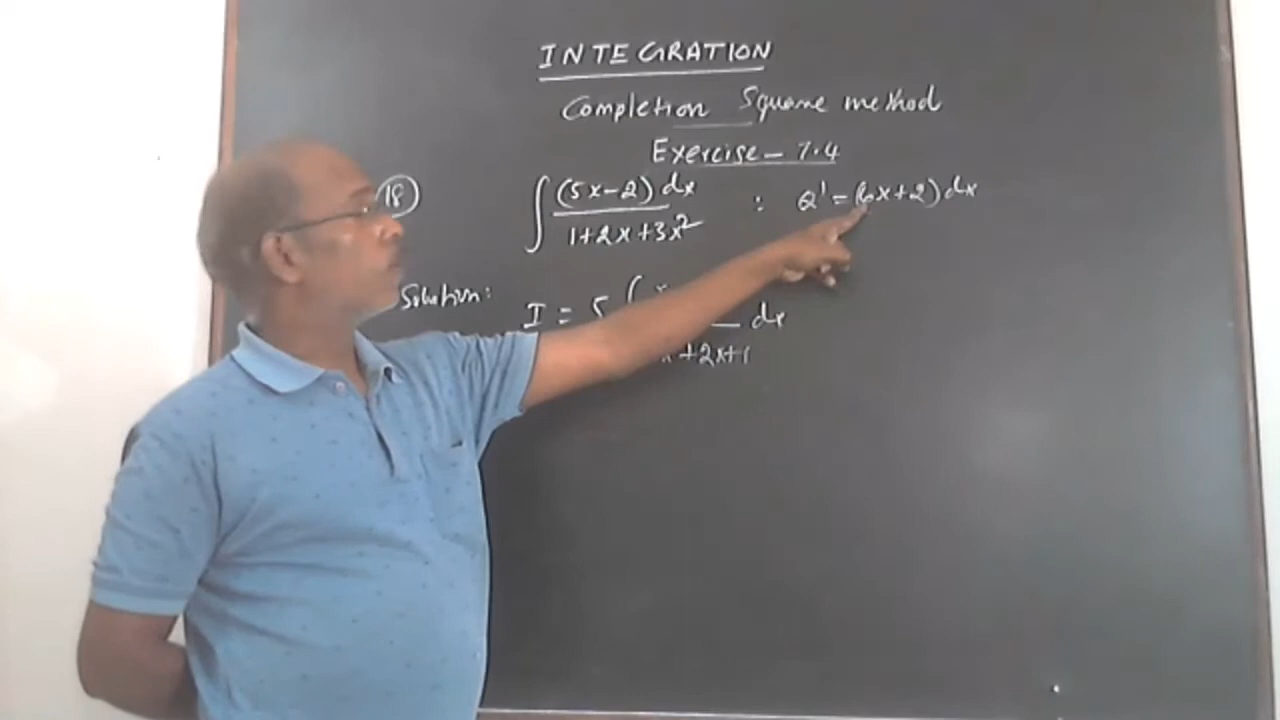 INTEGRATION
Completion Square method
Exercise - 7.4
18 ∫ (5x-2) dx / 1+2x+3x² : Q' = (6x+2) dx
Solution: I = 5 ∫ dx
x+2x+1